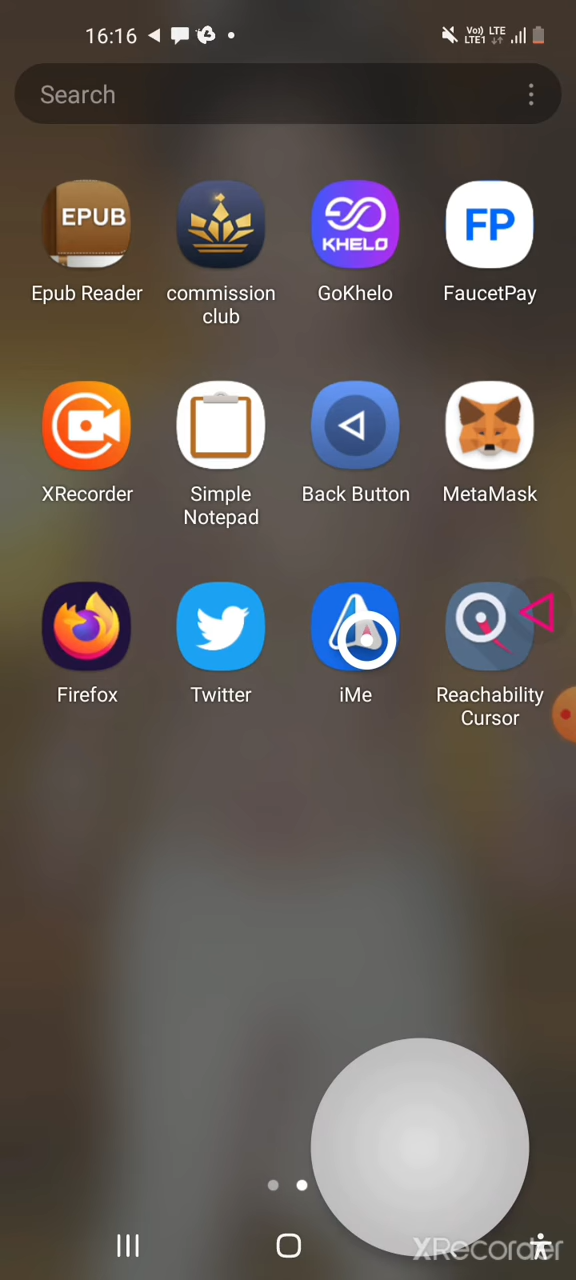 16:16
Vo) LTE
LTE1
Search
EPUB
KHELO
FP
Epub Reader
commission
club
GoKhelo
FaucetPay
XRecorder
Simple
Notepad
Back Button
MetaMask
Firefox
Twitter
iMe
Reachability
Cursor
XRecorder